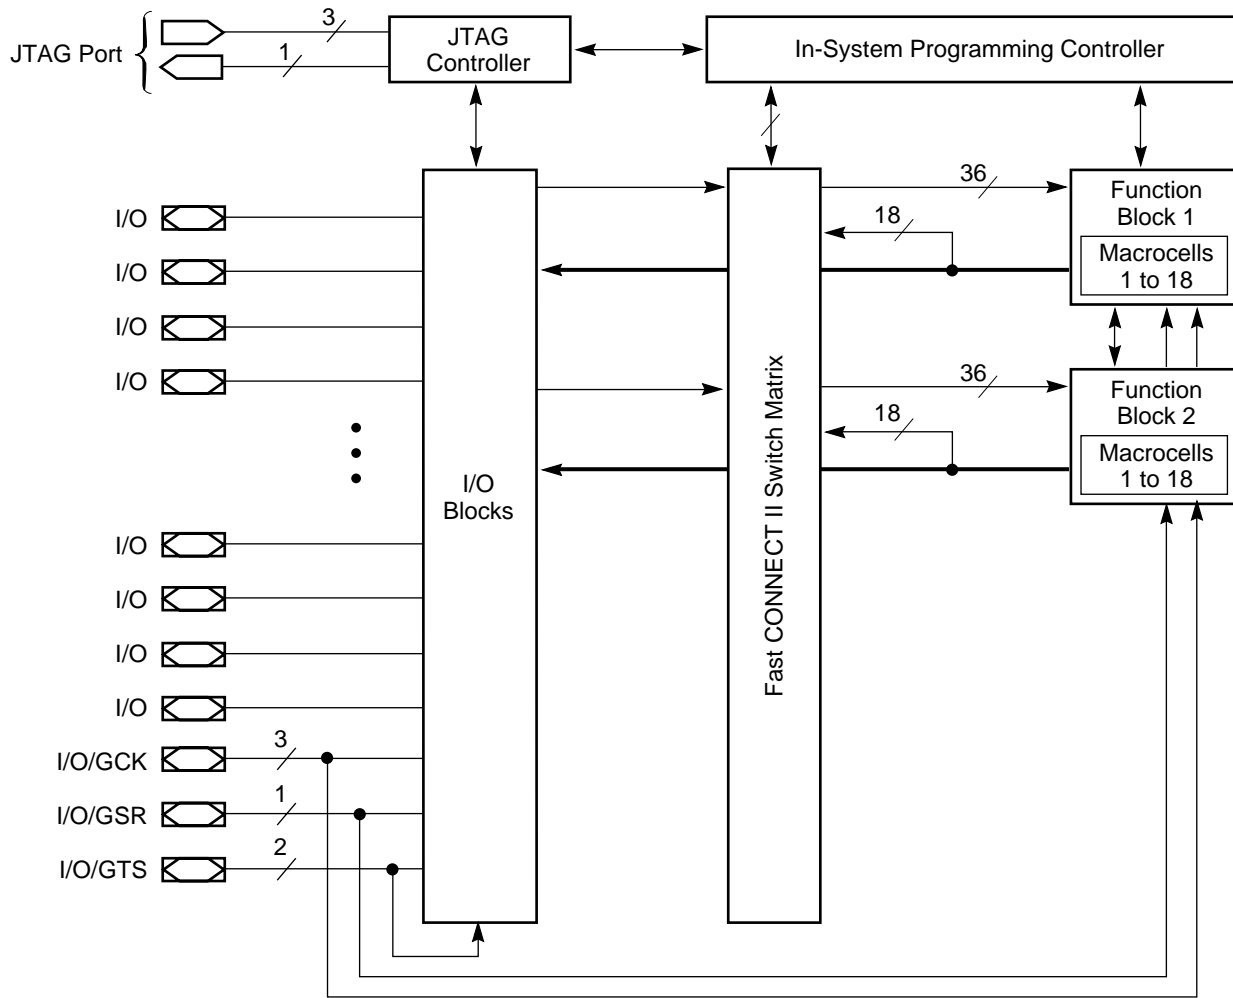 JTAG Port
3
1
JTAG
Controller
In-System Programming Controller
I/O
I/O
I/O
I/O
I/O
I/O
I/O
I/O
I/O/GCK
3
I/O/GSR
1
I/O/GTS
2
I/O
Blocks
Fast CONNECT II Switch Matrix
36
18
Function
Block 1
Macrocells
1 to 18
36
18
Function
Block 2
Macrocells
1 to 18